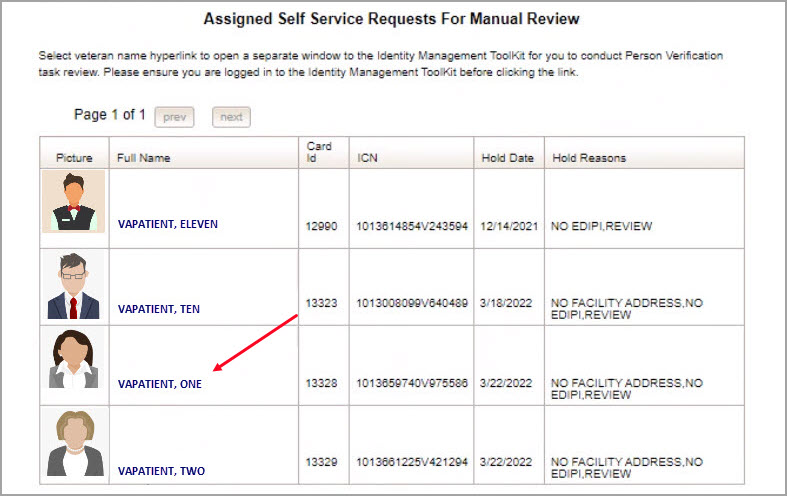 Assigned Self Service Requests For Manual Review
Select veteran name hyperlink to open a separate window to the Identity Management ToolKit for you to conduct Person Verification
task review. Please ensure you are logged in to the Identity Management ToolKit before clicking the link.
Page 1 of 1 prev next
Picture Full Name Card Id ICN Hold Date Hold Reasons
VAPATIENT, ELEVEN 12990 1013614854V243594 12/14/2021 NO EDIPI,REVIEW
VAPATIENT, TEN 13323 1013008099V640489 3/18/2022 NO FACILITY ADDRESS,NO
EDIPI,REVIEW
VAPATIENT, ONE 13328 1013659740V975586 3/22/2022 NO FACILITY ADDRESS,NO
EDIPI,REVIEW
VAPATIENT, TWO 13329 1013661225V421294 3/22/2022 NO FACILITY ADDRESS,NO
EDIPI,REVIEW